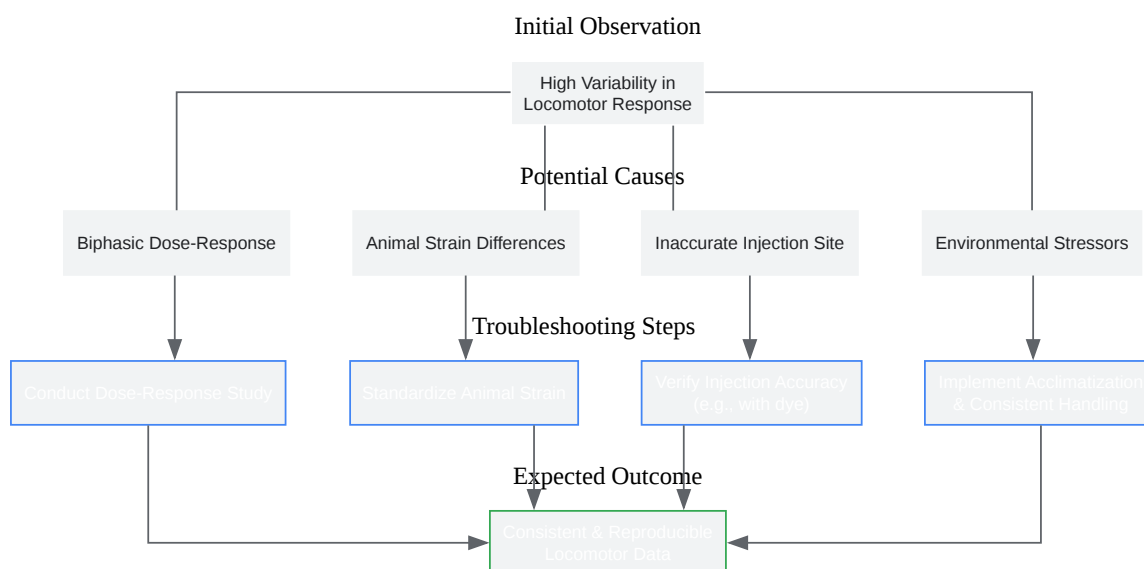 Initial Observation
High Variability in
Locomotor Response
Potential Causes
Biphasic Dose-Response
Animal Strain Differences
Inaccurate Injection Site
Environmental Stressors
Troubleshooting Steps
Conduct Dose-Response Study
Standardize Animal Strain
Verify Injection Accuracy
(e.g., with dye)
Implement Acclimatization
& Consistent Handling
Expected Outcome
Consistent & Reproducible
Locomotor Data